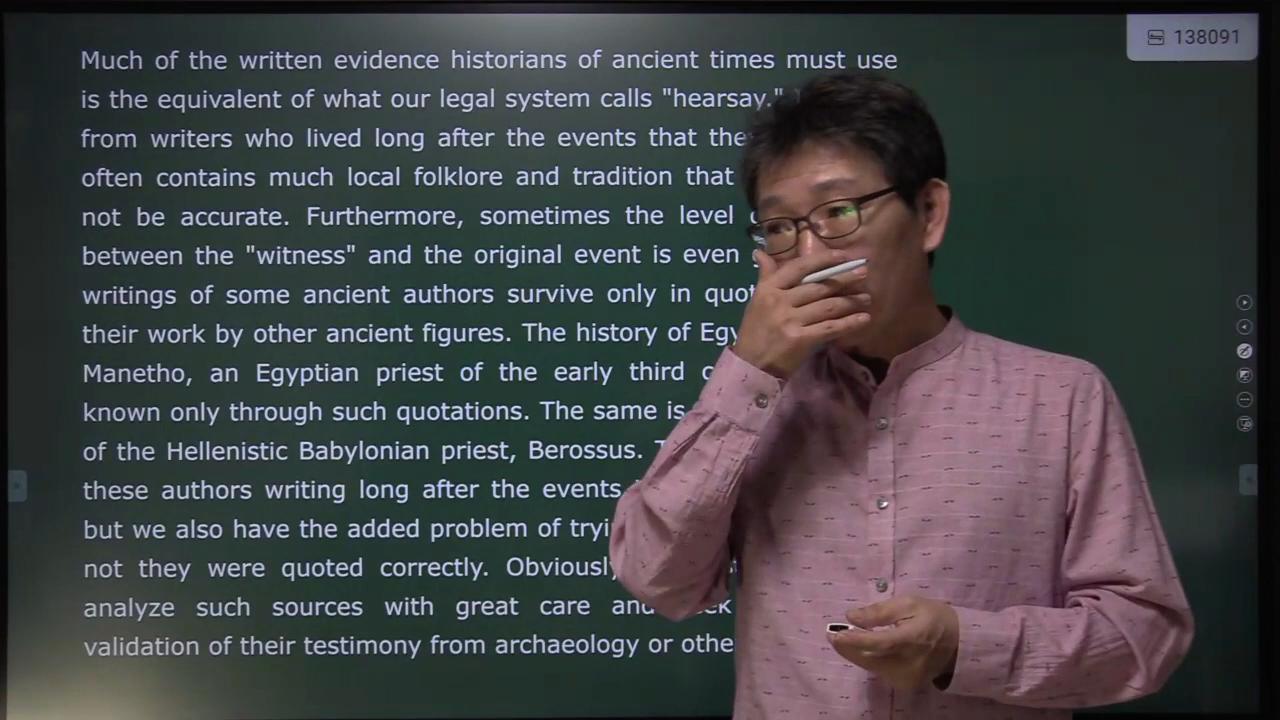 138091
Much of the written evidence historians of ancient times must use
is the equivalent of what our legal system calls "hearsay."
from writers who lived long after the events that
often contains much local folklore and tradition that
not be accurate. Furthermore, sometimes the level
between the "witness" and the original event is even
writings of some ancient authors survive only in
their work by other ancient figures. The history of
Manetho, an Egyptian priest of the early third
known only through such quotations. The same is
of the Hellenistic Babylonian priest, Berossus.
these authors writing long after the events
but we also have the added problem of
not they were quoted correctly.
analyze such sources with great care and
validation of their testimony from archaeology or